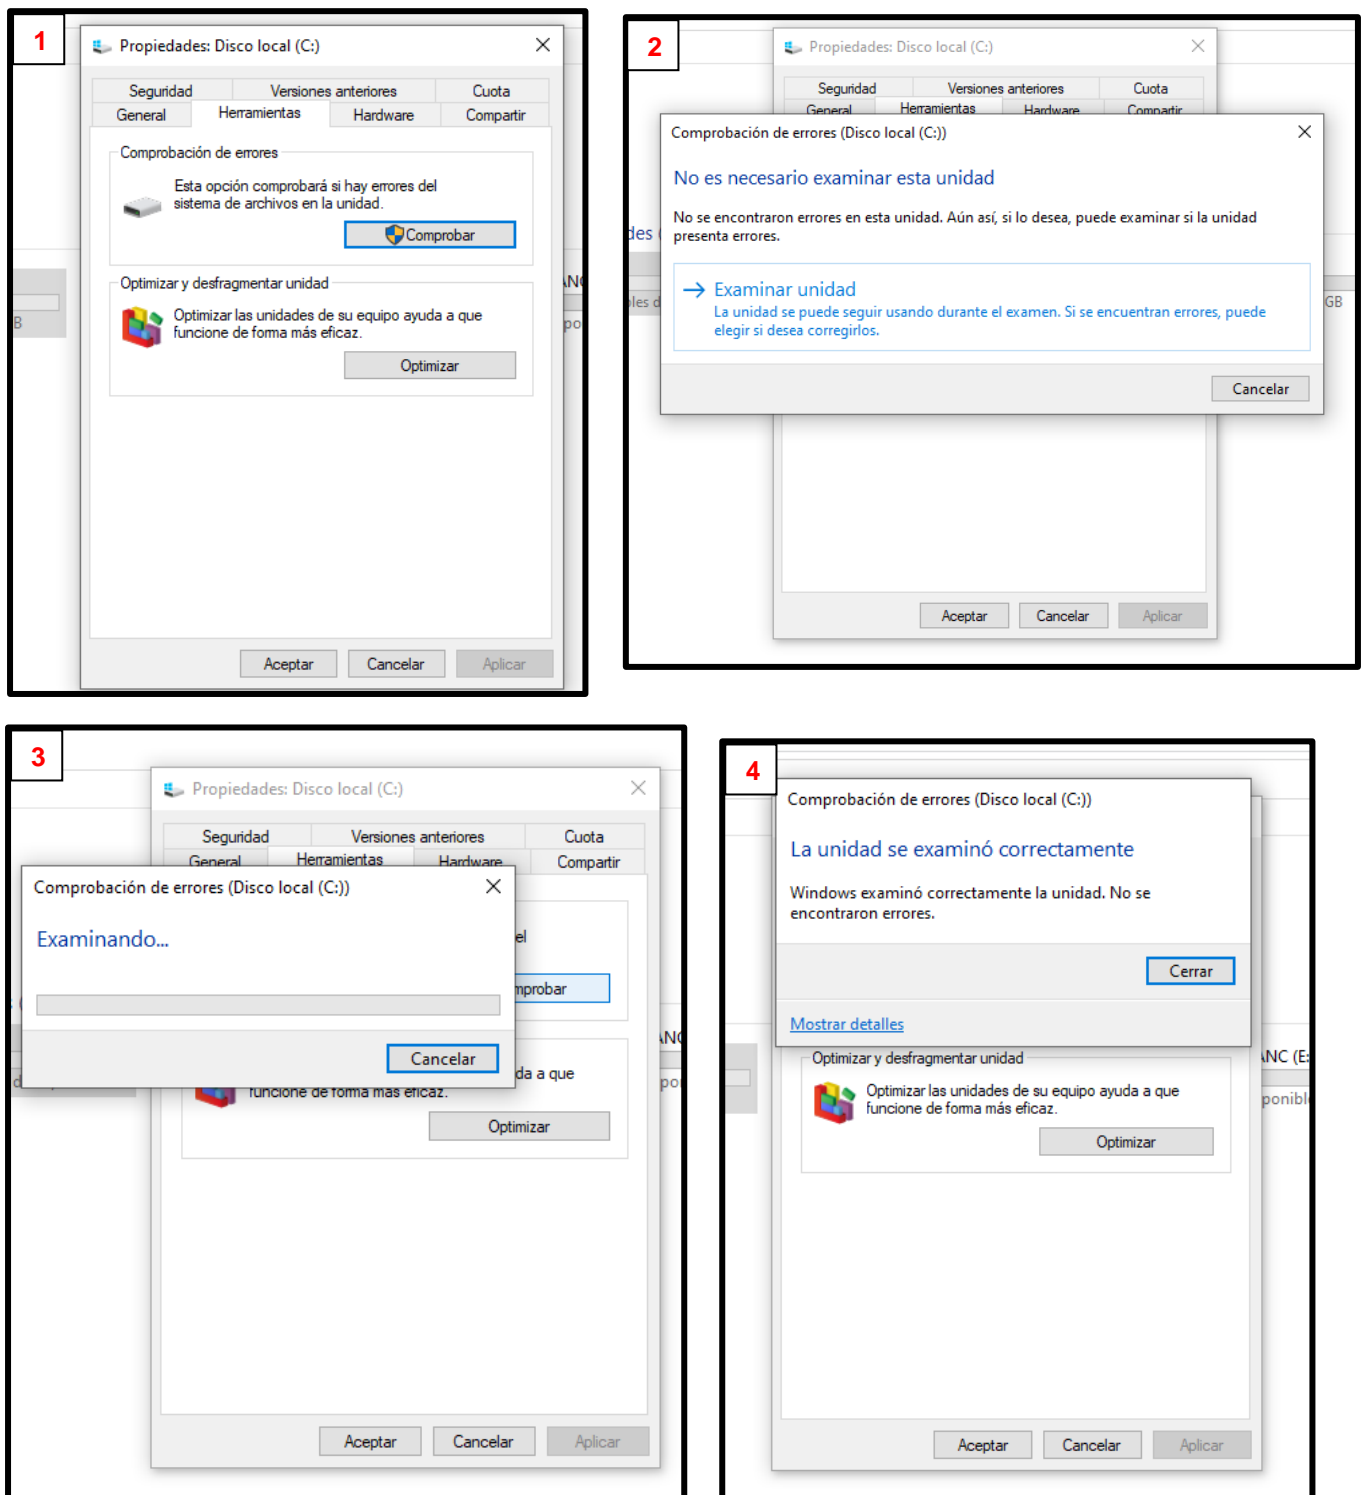 1
Propiedades: Disco local (C:)
Seguridad Versiones anteriores Cuota
General Herramientas Hardware Compartir
Comprobación de errores
Esta opción comprobará si hay errores del
sistema de archivos en la unidad.
Comprobar
Optimizar y desfragmentar unidad
Optimizar las unidades de su equipo ayuda a que
funcione de forma más eficaz.
Optimizar
Aceptar Cancelar Aplicar
2
Propiedades: Disco local (C:)
Seguridad Versiones anteriores Cuota
General Herramientas Hardware Compartir
Comprobación de errores (Disco local (C:))
No es necesario examinar esta unidad
No se encontraron errores en esta unidad. Aún así, si lo desea, puede examinar si la unidad
presenta errores.
Examinar unidad
La unidad se puede seguir usando durante el examen. Si se encuentran errores, puede
elegir si desea corregirlos.
Cancelar
GB
Aceptar Cancelar Aplicar
3
Propiedades: Disco local (C:)
Seguridad Versiones anteriores Cuota
General Herramientas Hardware Compartir
Comprobación de errores (Disco local (C:))
Examinando...
el
mprobar
Cancelar
da a que
funcione de forma más eficaz.
Optimizar
Aceptar Cancelar Aplicar
4
Comprobación de errores (Disco local (C:))
La unidad se examinó correctamente
Windows examinó correctamente la unidad. No se
encontraron errores.
Cerrar
Mostrar detalles
Optimizar y desfragmentar unidad
Optimizar las unidades de su equipo ayuda a que
funcione de forma más eficaz.
Optimizar
ANC (E:
ponible
Aceptar Cancelar Aplicar